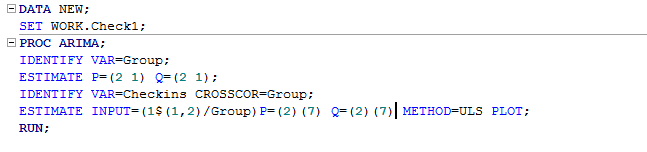 DATA NEW;
SET WORK.Check1;
PROC ARIMA;
IDENTIFY VAR=Group;
ESTIMATE P=(2 1) Q=(2 1);
IDENTIFY VAR=Checkins CROSSCOR=Group;
ESTIMATE INPUT=(1$(1,2)/Group)P=(2)(7) Q=(2)(7) METHOD=ULS PLOT;
RUN;